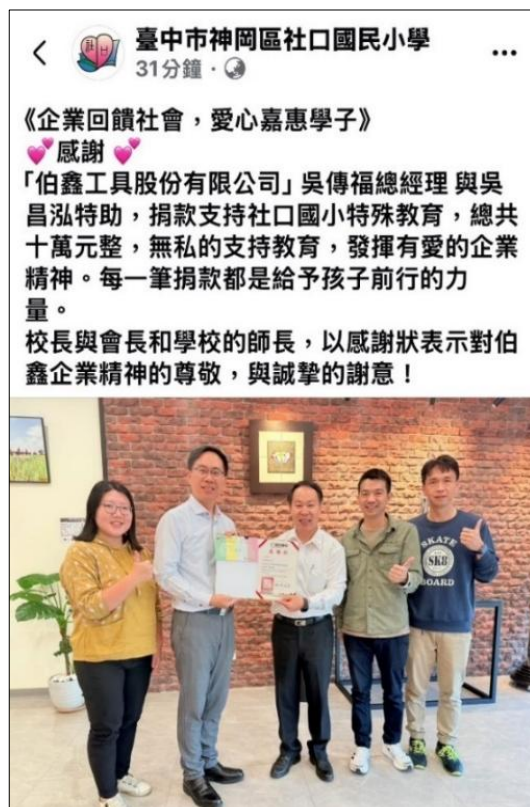 臺中市神岡區社口國民小學
31分鐘
《企業回饋社會，愛心嘉惠學子》
💕感謝 💕
「伯鑫工具股份有限公司」吳傳福總經理 與吳
昌泓特助，捐款支持社口國小特殊教育，總共
十萬元整，無私的支持教育，發揮有愛的企業
精神。每一筆捐款都是給予孩子前行的力
量。
校長與會長和學校的師長，以感謝狀表示對伯
鑫企業精神的尊敬，與誠摯的謝意！
SKATE
SK8
BOARD